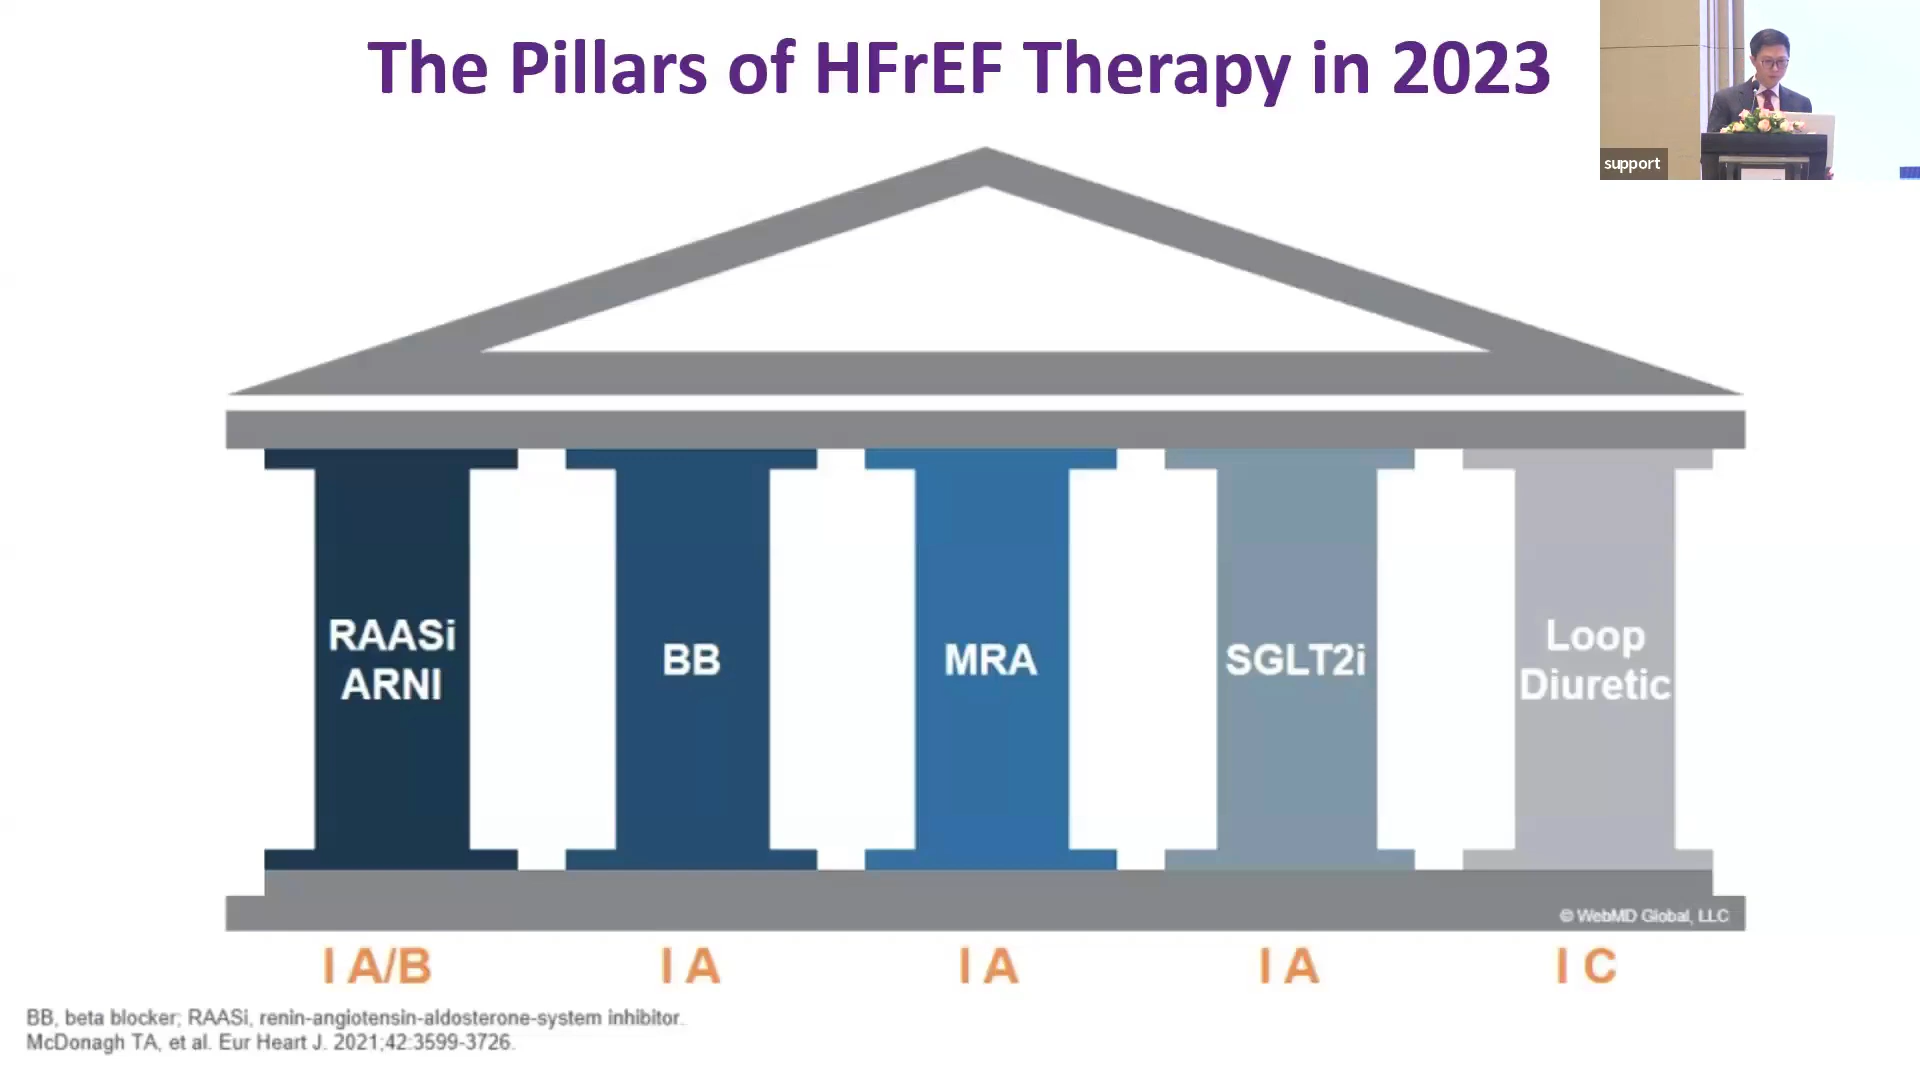 The Pillars of HFrEF Therapy in 2023
support
RAASi
ARNI
BB
MRA
SGLT2i
Loop
Diuretic
© WebMD Global, LLC
I A/B
I A
I A
I A
I C
BB, beta blocker; RAASi, renin-angiotensin-aldosterone-system inhibitor.
McDonagh TA, et al. Eur Heart J. 2021;42:3599-3726.